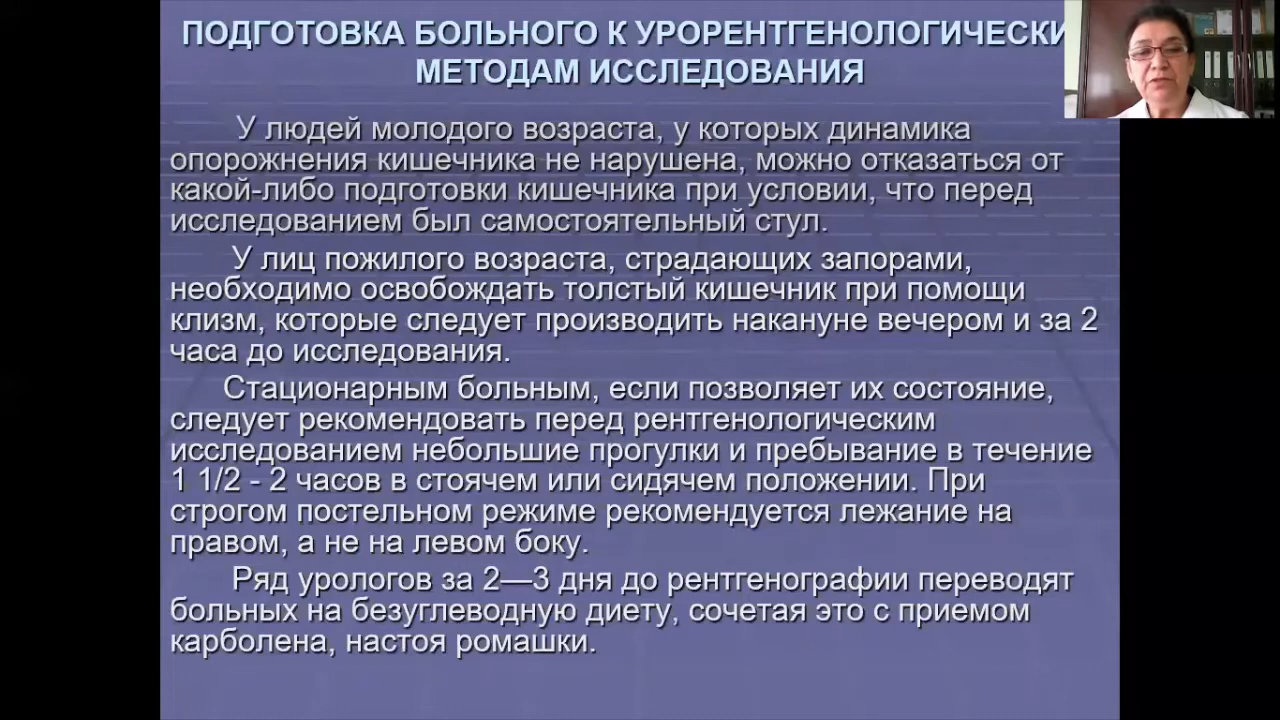 ПОДГОТОВКА БОЛЬНОГО К УРОРЕНТГЕНОЛОГИЧЕСКИ
МЕТОДАМ ИССЛЕДОВАНИЯ
У людей молодого возраста, у которых динамика
опорожнения кишечника не нарушена, можно отказаться от
какой-либо подготовки кишечника при условии, что перед
исследованием был самостоятельный стул.
У лиц пожилого возраста, страдающих запорами,
необходимо освобождать толстый кишечник при помощи
клизм, которые следует производить накануне вечером и за 2
часа до исследования.
Стационарным больным, если позволяет их состояние,
следует рекомендовать перед рентгенологическим
исследованием небольшие прогулки и пребывание в течение
1 1/2 - 2 часов в стоячем или сидячем положении. При
строгом постельном режиме рекомендуется лежание на
правом, а не на левом боку.
Ряд урологов за 2—3 дня до рентгенографии переводят
больных на безуглеводную диету, сочетая это с приемом
карболена, настоя ромашки.